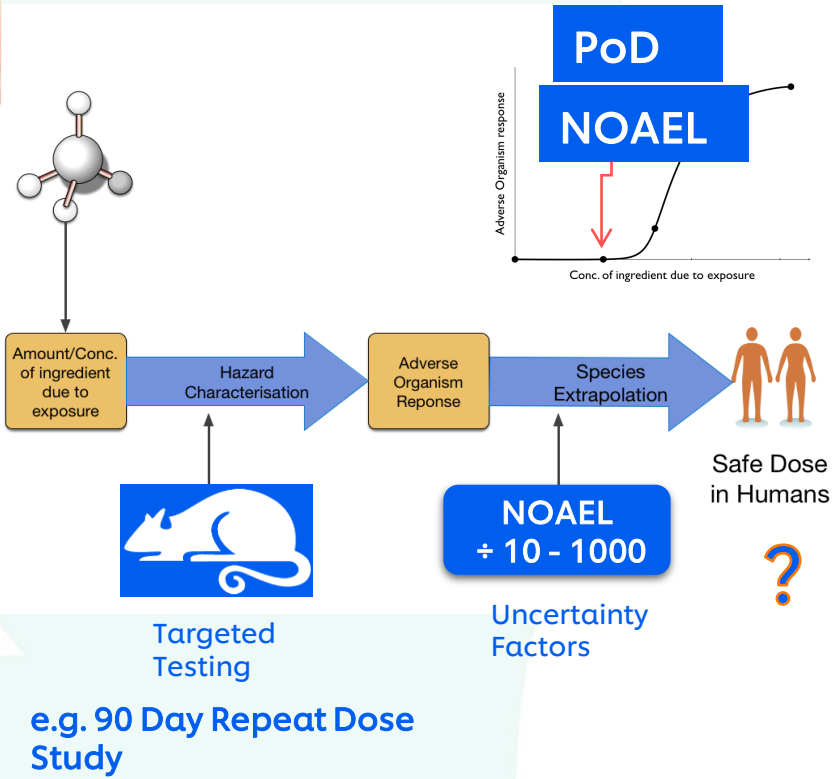 PoD
NOAEL
Adverse Organism response
Conc. of ingredient due to exposure
Amount/Conc.
of ingredient
due to
exposure
Hazard
Characterisation
Adverse
Organism
Reponse
Species
Extrapolation
Safe Dose
in Humans
NOAEL
÷ 10 - 1000
?
Targeted
Testing
Uncertainty
Factors
e.g. 90 Day Repeat Dose
Study